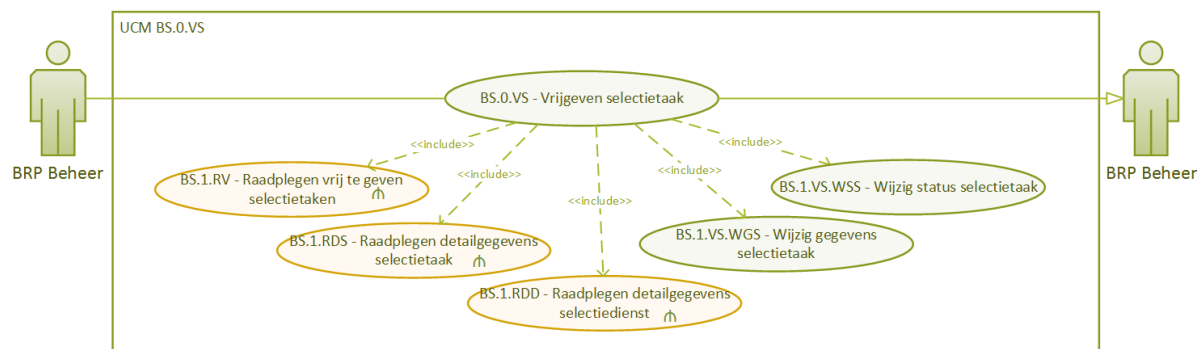 UCM BS.0.VS
BS.0.VS - Vrijgeven selectietaak
BRP Beheer
BRP Beheer
<<include>>
<<include>>
<<include>>
<<include>>
<<include>>
BS.1.RV - Raadplegen vrij te geven
selectietaken
BS.1.VS.WSS - Wijzig status selectietaak
BS.1.RDS - Raadplegen detailgegevens
selectietaak
BS.1.VS.WGS - Wijzig gegevens
selectietaak
BS.1.RDD - Raadplegen detailgegevens
selectiedienst